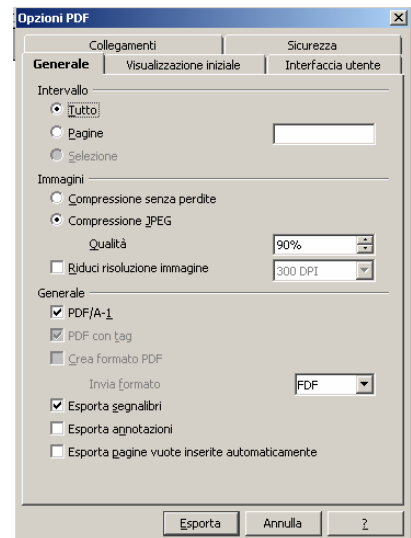 Opzioni PDF
Collegamenti Sicurezza
Generale Visualizzazione iniziale Interfaccia utente
Intervallo
Tutto
Pagine
Selezione
Immagini
Compressione senza perdite
Compressione JPEG
Qualità 90%
Riduci risoluzione immagine 300 DPI
Generale
PDF/A-1
PDF con tag
Crea formato PDF
Invia formato FDF
Esporta segnalibri
Esporta annotazioni
Esporta pagine vuote inserite automaticamente
Esporta Annulla ?